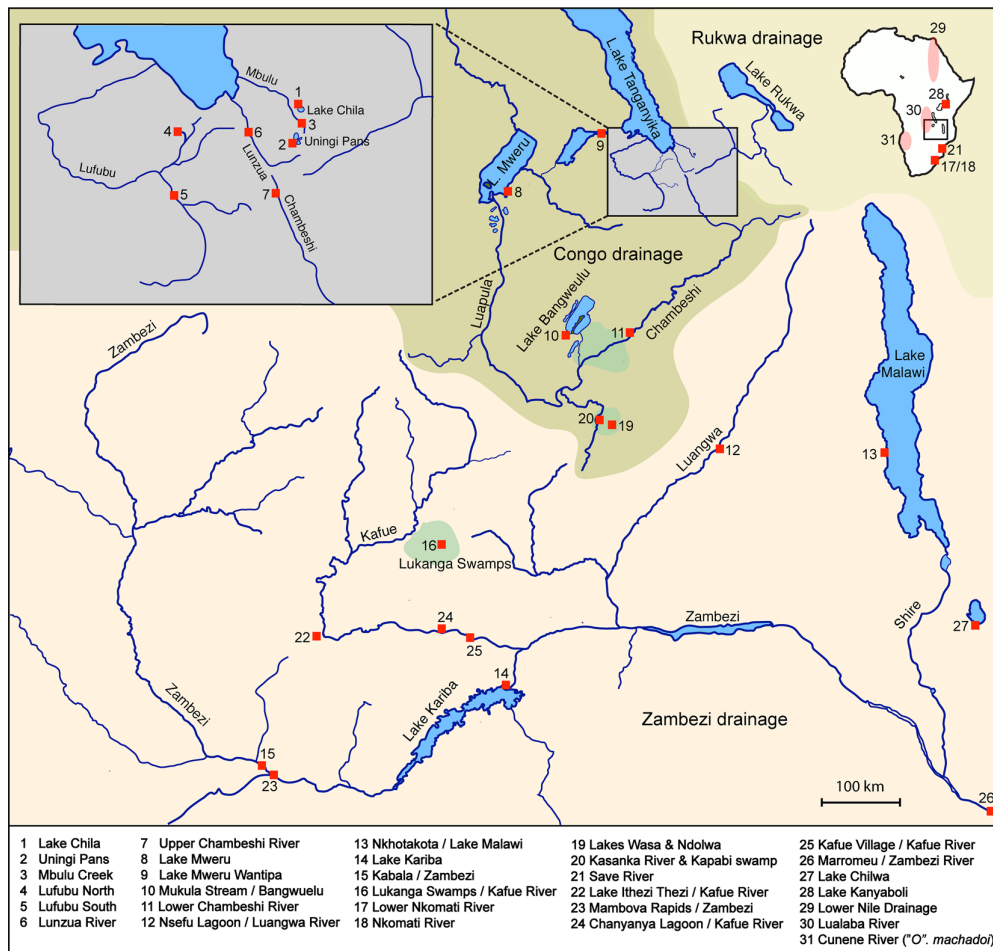 Rukwa drainage
29
28
30
31
21
17/18
Mbulu
1
Lake Chila
3
4
6
2
Uningi Pans
Lufubu
Lunzua
5
7
Chambeshi
L.ake Tanganyika
Lake Rukwa
9
L. Mweru
8
Congo drainage
Luapula
Lake Bangweulu
Chambeshi
10
11
Zambezi
Lake
Malawi
20
19
Luangwa
12
13
Kafue
16
Lukanga Swamps
Shire
24
22
25
Zambezi
27
Zambezi
14
Lake Kariba
Zambezi drainage
15
23
100 km
26
1 Lake Chila
2 Uningi Pans
3 Mbulu Creek
4 Lufubu North
5 Lufubu South
6 Lunzua River
7 Upper Chambeshi River
8 Lake Mweru
9 Lake Mweru Wantipa
10 Mukula Stream / Bangwuelu
11 Lower Chambeshi River
12 Nsefu Lagoon / Luangwa River
13 Nkhotakota / Lake Malawi
14 Lake Kariba
15 Kabala / Zambezi
16 Lukanga Swamps / Kafue River
17 Lower Nkomati River
18 Nkomati River
19 Lakes Wasa & Ndolwa
20 Kasanka River & Kapabi swamp
21 Save River
22 Lake Ithezi Thezi / Kafue River
23 Mambova Rapids / Zambezi
24 Chanyanya Lagoon / Kafue River
25 Kafue Village / Kafue River
26 Marromeu / Zambezi River
27 Lake Chilwa
28 Lake Kanyaboli
29 Lower Nile Drainage
30 Lualaba River
31 Cunene River ("O". machadoi)